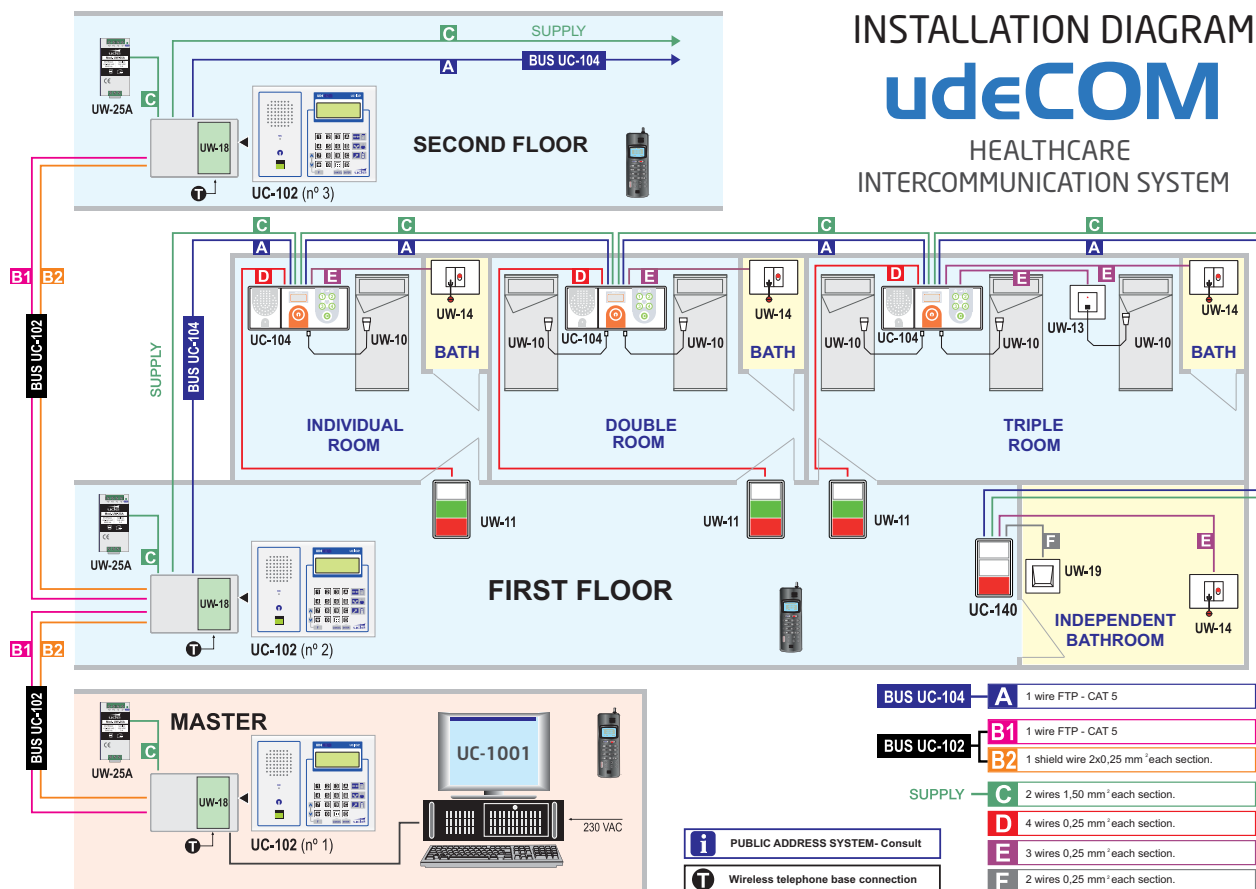 INSTALLATION DIAGRAM
udeCOM
HEALTHCARE
INTERCOMMUNICATION SYSTEM
C
SUPPLY
A
BUS UC-104
UW-25A
C
UW-18
T
UC-102 (nº 3)
SECOND FLOOR
B1
B2
BUS UC-102
SUPPLY
BUS UC-104
C
A
C
A
C
A
C
A
D
E
UC-104
UW-10
UW-14
BATH
INDIVIDUAL
ROOM
D
E
UW-10
UC-104
UW-10
UW-14
BATH
DOUBLE
ROOM
D
E
E
UW-10
UC-104
UW-10
UW-13
UW-10
UW-14
BATH
TRIPLE
ROOM
UW-11
UW-11
UW-11
UW-25A
C
UW-18
T
UC-102 (nº 2)
FIRST FLOOR
UC-140
F
UW-19
E
UW-14
INDEPENDENT
BATHROOM
B1
B2
BUS UC-102
MASTER
UW-25A
C
UW-18
T
UC-102 (nº 1)
UC-1001
230 VAC
i PUBLIC ADDRESS SYSTEM- Consult
T Wireless telephone base connection
BUS UC-104 A 1 wire FTP - CAT 5
BUS UC-102
B1 1 wire FTP - CAT 5
B2 1 shield wire 2x0,25 mm² each section.
SUPPLY C 2 wires 1,50 mm² each section.
D 4 wires 0,25 mm² each section.
E 3 wires 0,25 mm² each section.
F 2 wires 0,25 mm² each section.